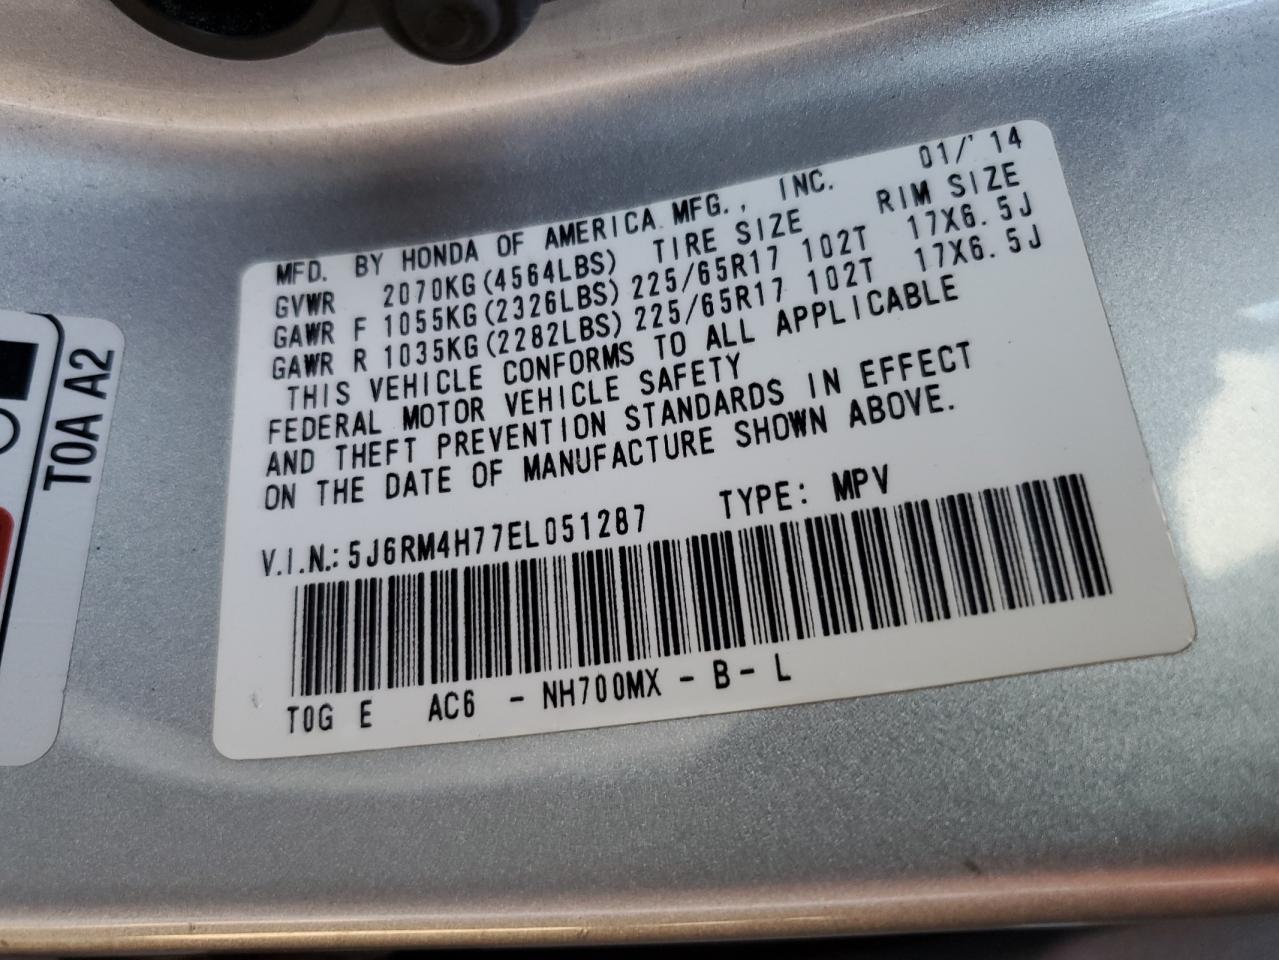 MFD. BY HONDA OF AMERICA MFG., INC. 01/'14
GVWR 2070KG(4564LBS) TIRE SIZE RIM SIZE
GAWR F 1055KG(2326LBS) 225/65R17 102T 17X6.5J
GAWR R 1035KG(2282LBS) 225/65R17 102T 17X6.5J
THIS VEHICLE CONFORMS TO ALL APPLICABLE
FEDERAL MOTOR VEHICLE SAFETY
AND THEFT PREVENTION STANDARDS IN EFFECT
ON THE DATE OF MANUFACTURE SHOWN ABOVE.
V.I.N.: 5J6RM4H77EL051287 TYPE: MPV
T0G E AC6 - NH700MX - B - L
T0A A2